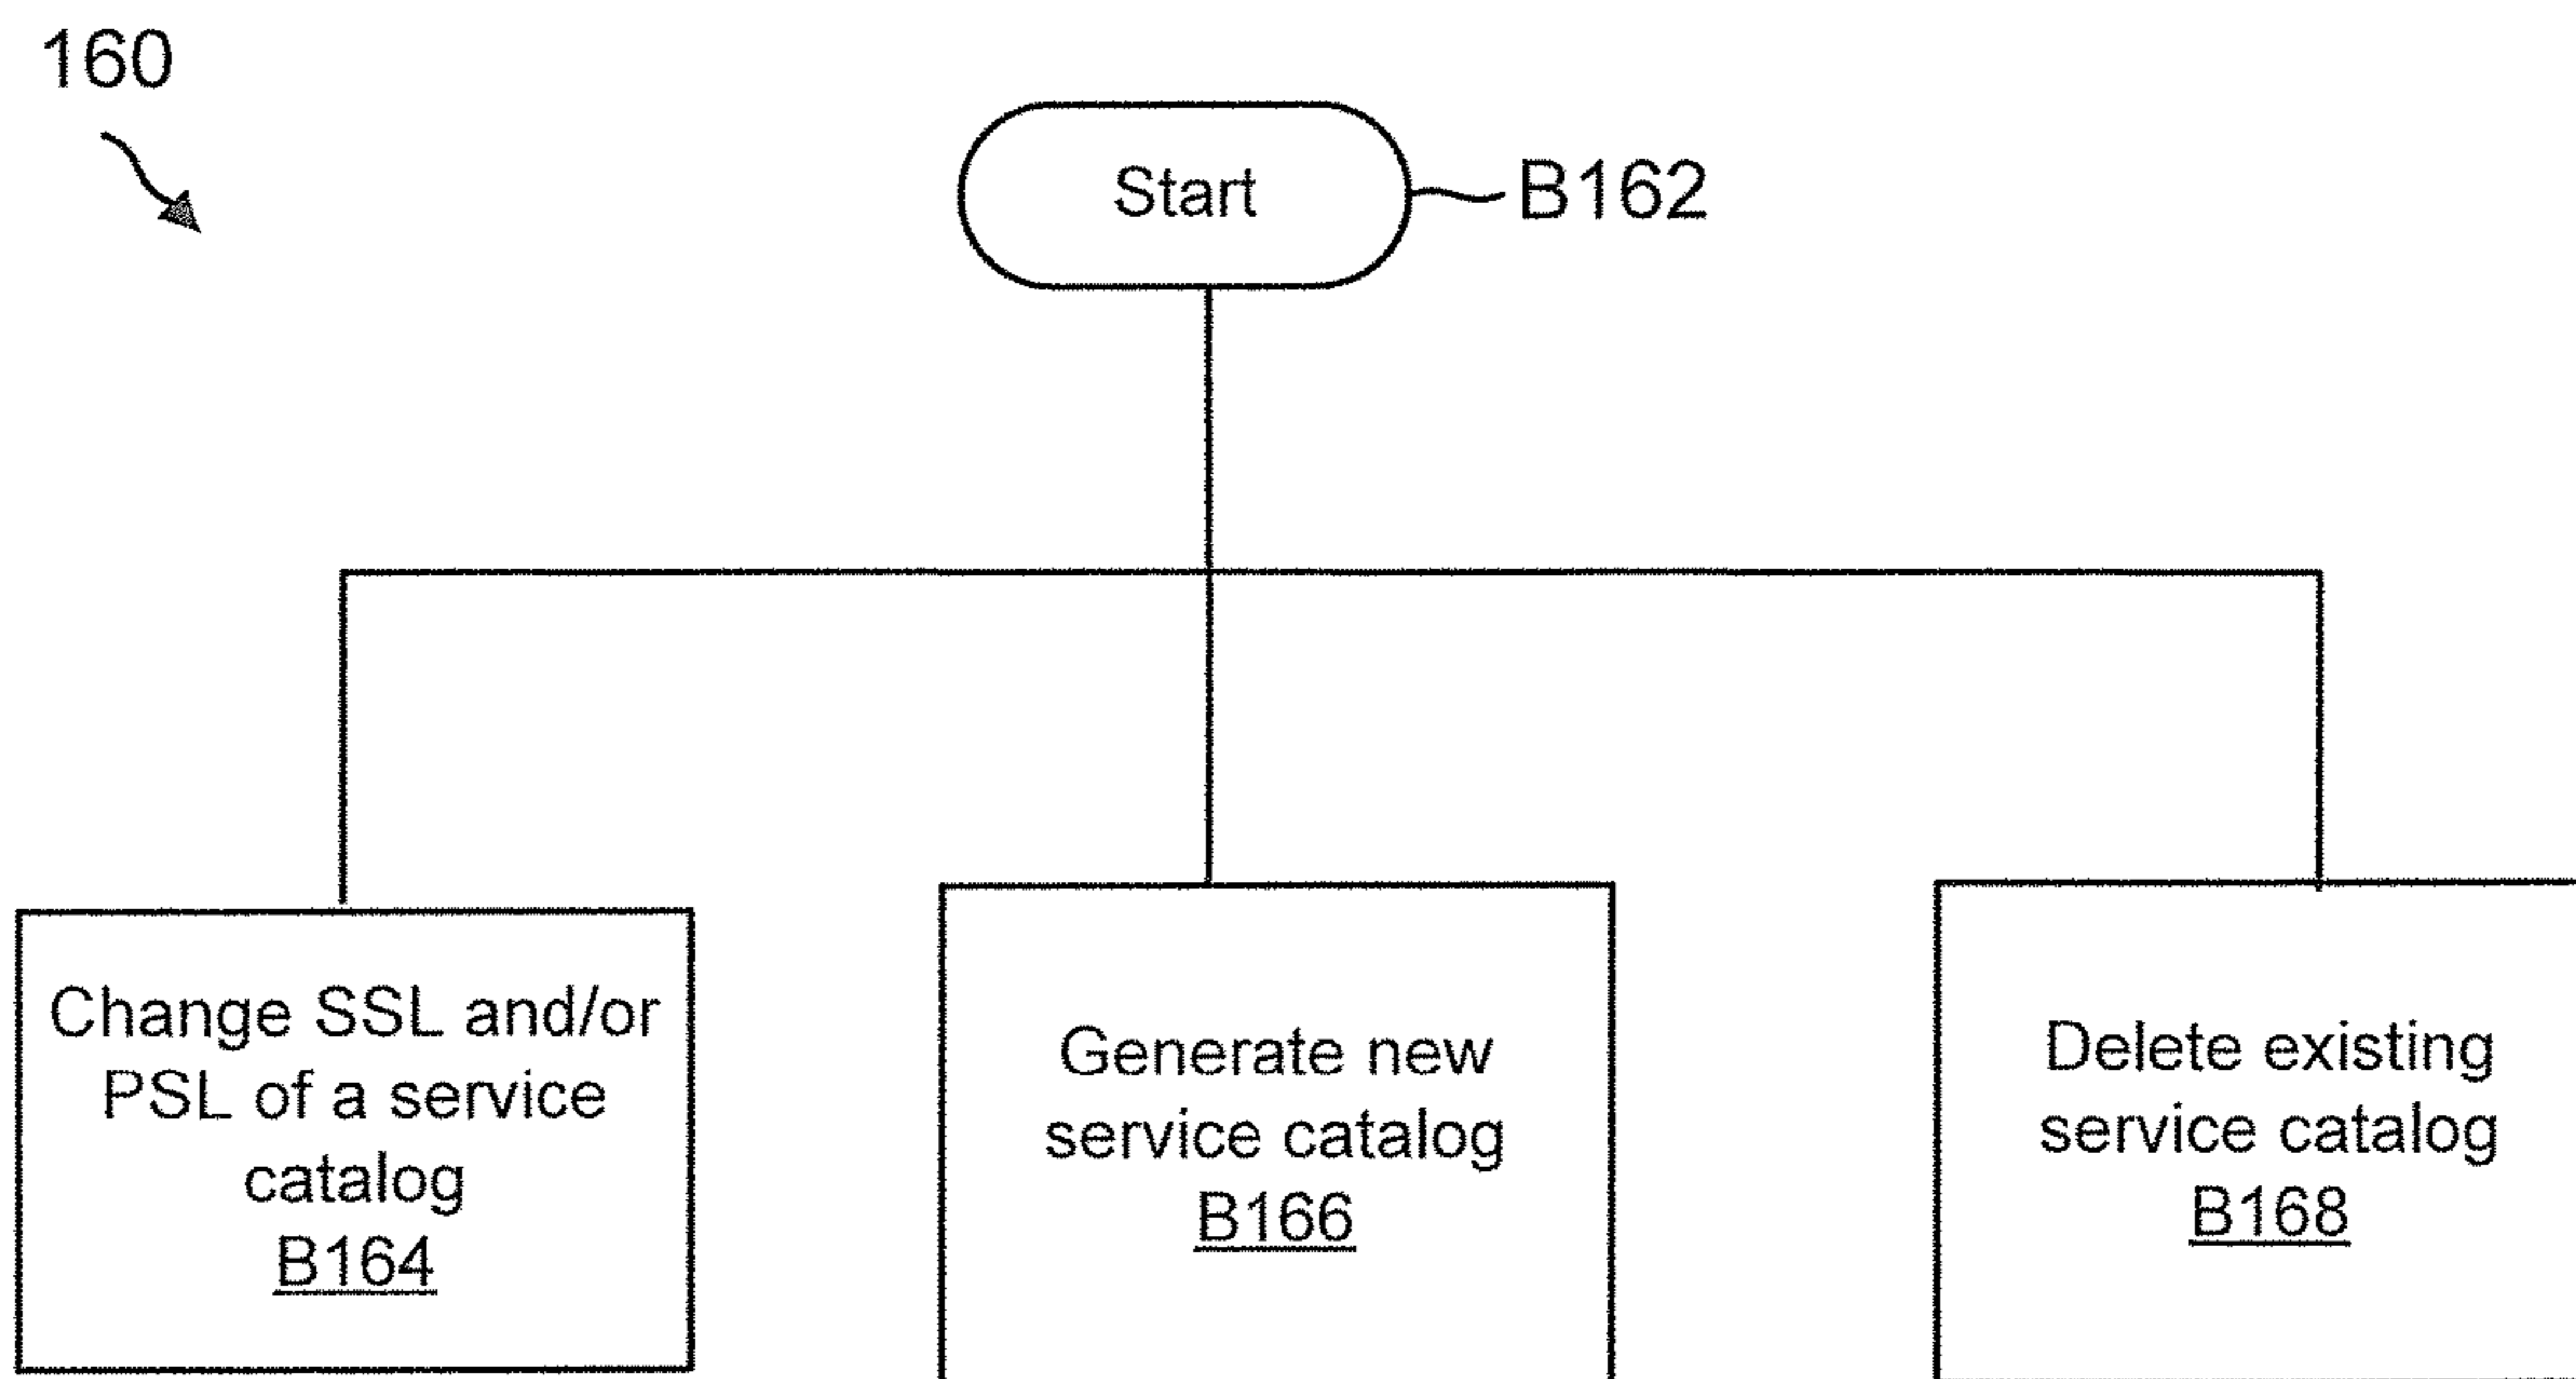 160
Start
B162
Change SSL and/or
PSL of a service
catalog
B164
Generate new
service catalog
B166
Delete existing
service catalog
B168